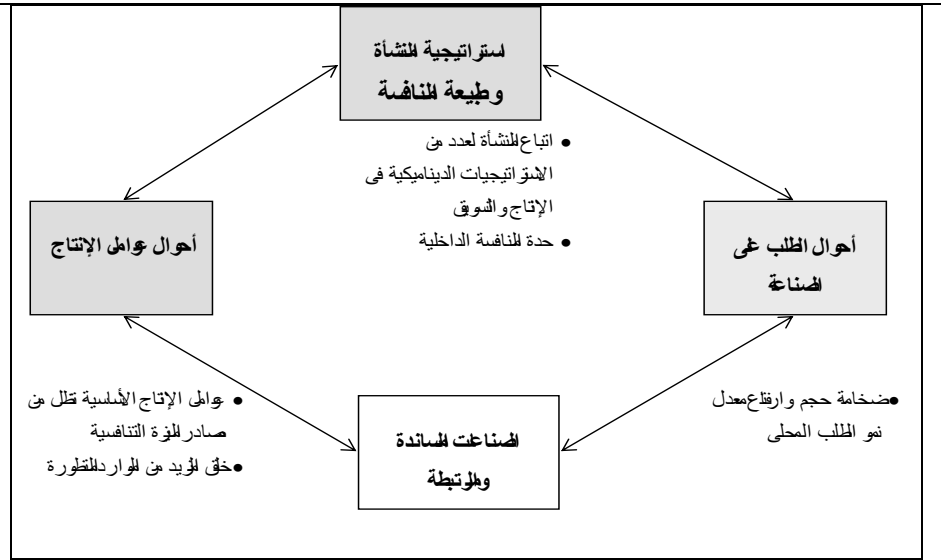 استراتيجية المنشأة
وطبيعة المنافسة
• اتباع المنشأة لعدد من
الاستراتيجيات الديناميكية فى
الإنتاج والتسويق
• حدة المنافسة الداخلية
أحوال عوامل الإنتاج
أحوال الطلب على
الصناعة
• عوامل الإنتاج الأساسية تظل من
مصادر الميزة التنافسية
•خلق المزيد من الموارد المتطورة
•ضخامة حجم وارتفاع معدل
نمو الطلب المحلى
الصناعات المساندة
والمرتبطة